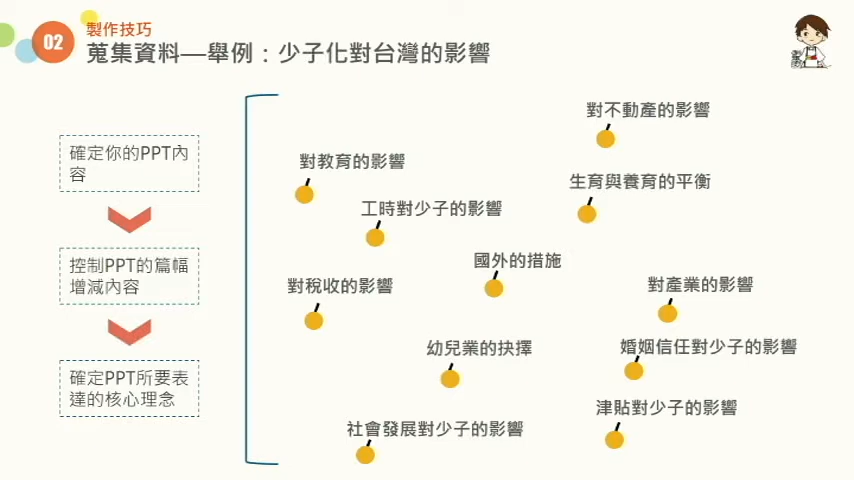 02
製作技巧
蒐集資料—舉例：少子化對台灣的影響
確定你的PPT內
容
控制PPT的篇幅
增減內容
確定PPT所要表
達的核心理念
對不動產的影響
對教育的影響
生育與養育的平衡
工時對少子的影響
國外的措施
對稅收的影響
對產業的影響
幼兒業的抉擇
婚姻信任對少子的影響
津貼對少子的影響
社會發展對少子的影響